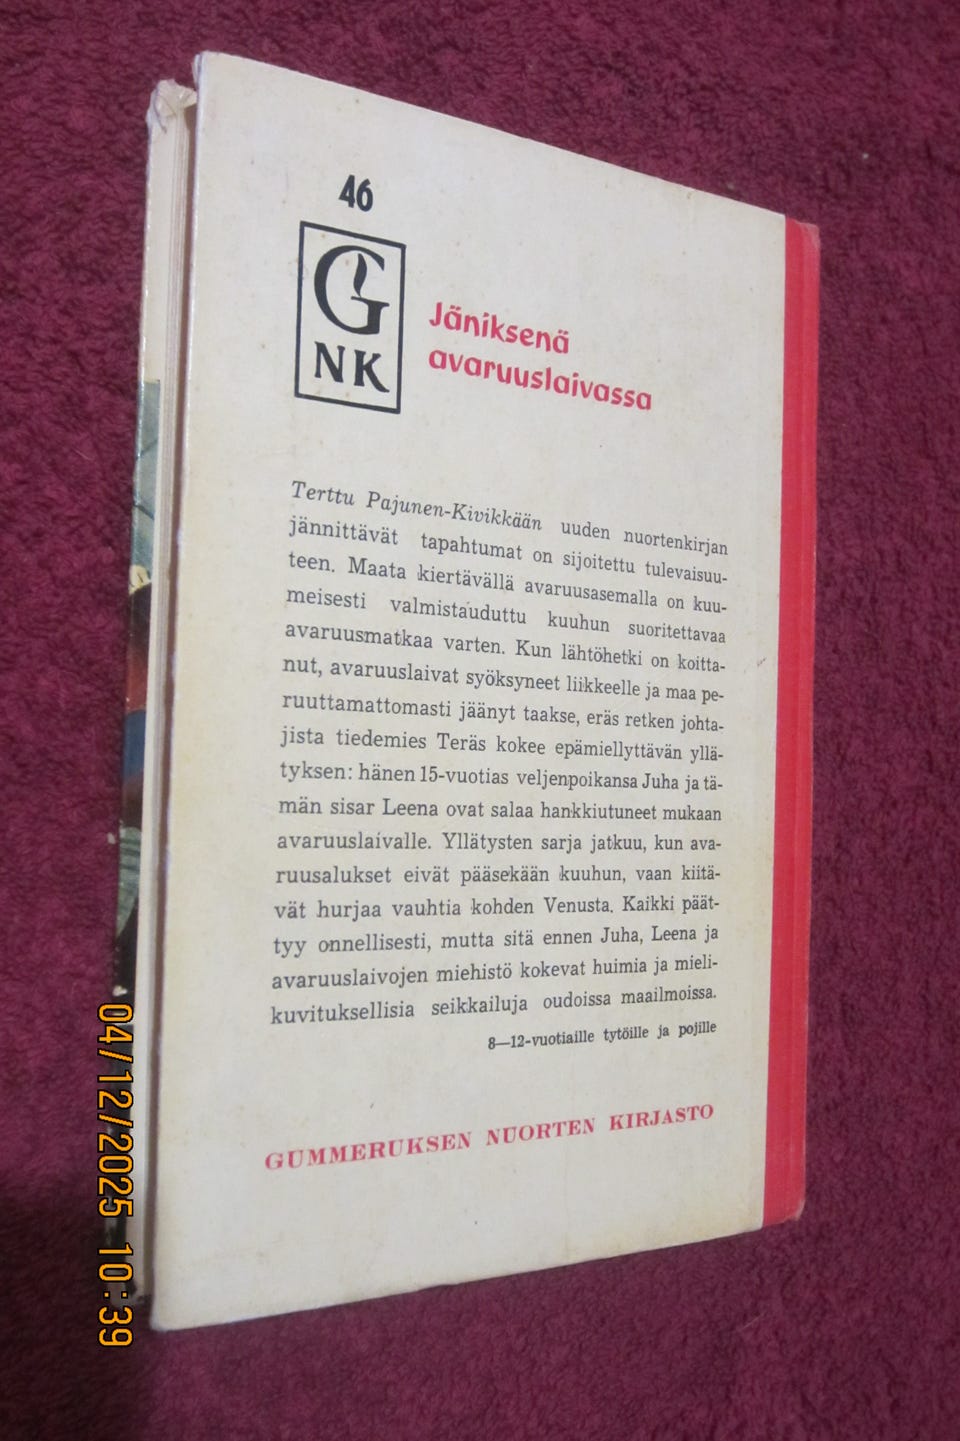 46
G
NK
Jäniksenä
avaruuslaivassa
Terttu Pajunen-Kivikkään uuden nuortenkirjan
jännittävät tapahtumat on sijoitettu tulevaisuu-
teen. Maata kiertävällä avaruusasemalla on kuu-
meisesti valmistauduttu kuuhun suoritettavaa
avaruusmatkaa varten. Kun lähtöhetki on koitta-
nut, avaruuslaivat syöksyneet liikkeelle ja maa pe-
ruuttamattomasti jäänyt taakse, eräs retken johta-
jista tiedemies Teräs kokee epämiellyttävän yllä-
tyksen: hänen 15-vuotias veljenpoikansa Juha ja tä-
män sisar Leena ovat salaa hankkiutuneet mukaan
avaruuslaivalle. Yllätysten sarja jatkuu, kun ava-
ruusalukset eivät pääsekään kuuhun, vaan kiitä-
vät hurjaa vauhtia kohden Venusta. Kaikki päät-
tyy onnellisesti, mutta sitä ennen Juha, Leena ja
avaruuslaivojen miehistö kokevat huimia ja mieli-
kuvituksellisia seikkailuja oudoissa maailmoissa.
8—12-vuotiaille tytöille ja pojille
GUMMERUKSEN NUORTEN KIRJASTO
04/12/2025 10:39